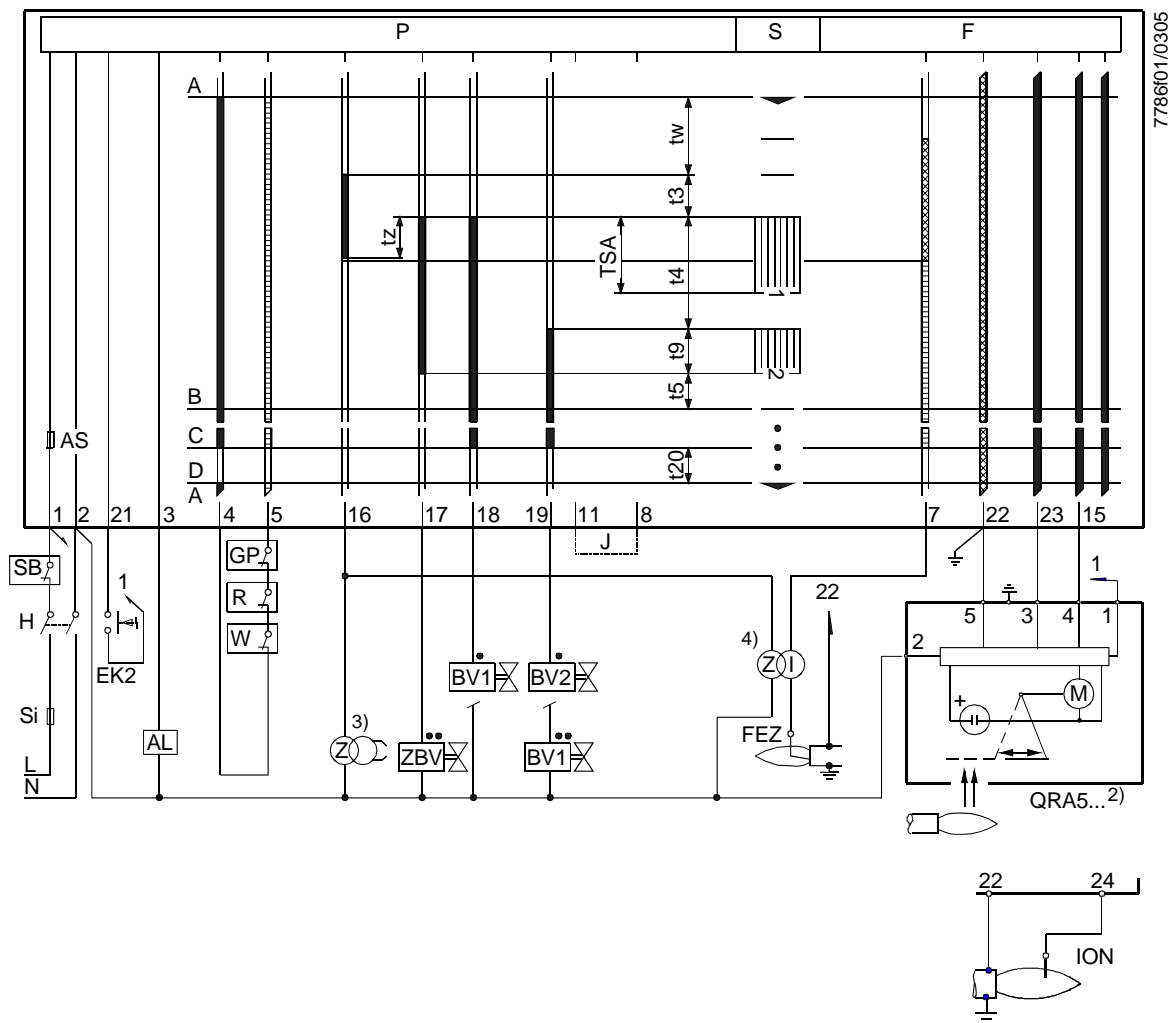 P S F
7786f01/0305
A
tw
t3
tz
TSA
t4
1
t9
2
t5
B
AS
C
t20
D
A
1 2 21 3 4 5 16 17 18 19 11 8 7 22 23 15
J
SB
GP
R
W
H
1
EK2
22
1
5 3 4 1
2
4)
Z I
BV1
BV2
M
+
Si
AL
3)
Z
ZBV
BV1
FEZ
L
N
QRA5...2)
22 24
ION